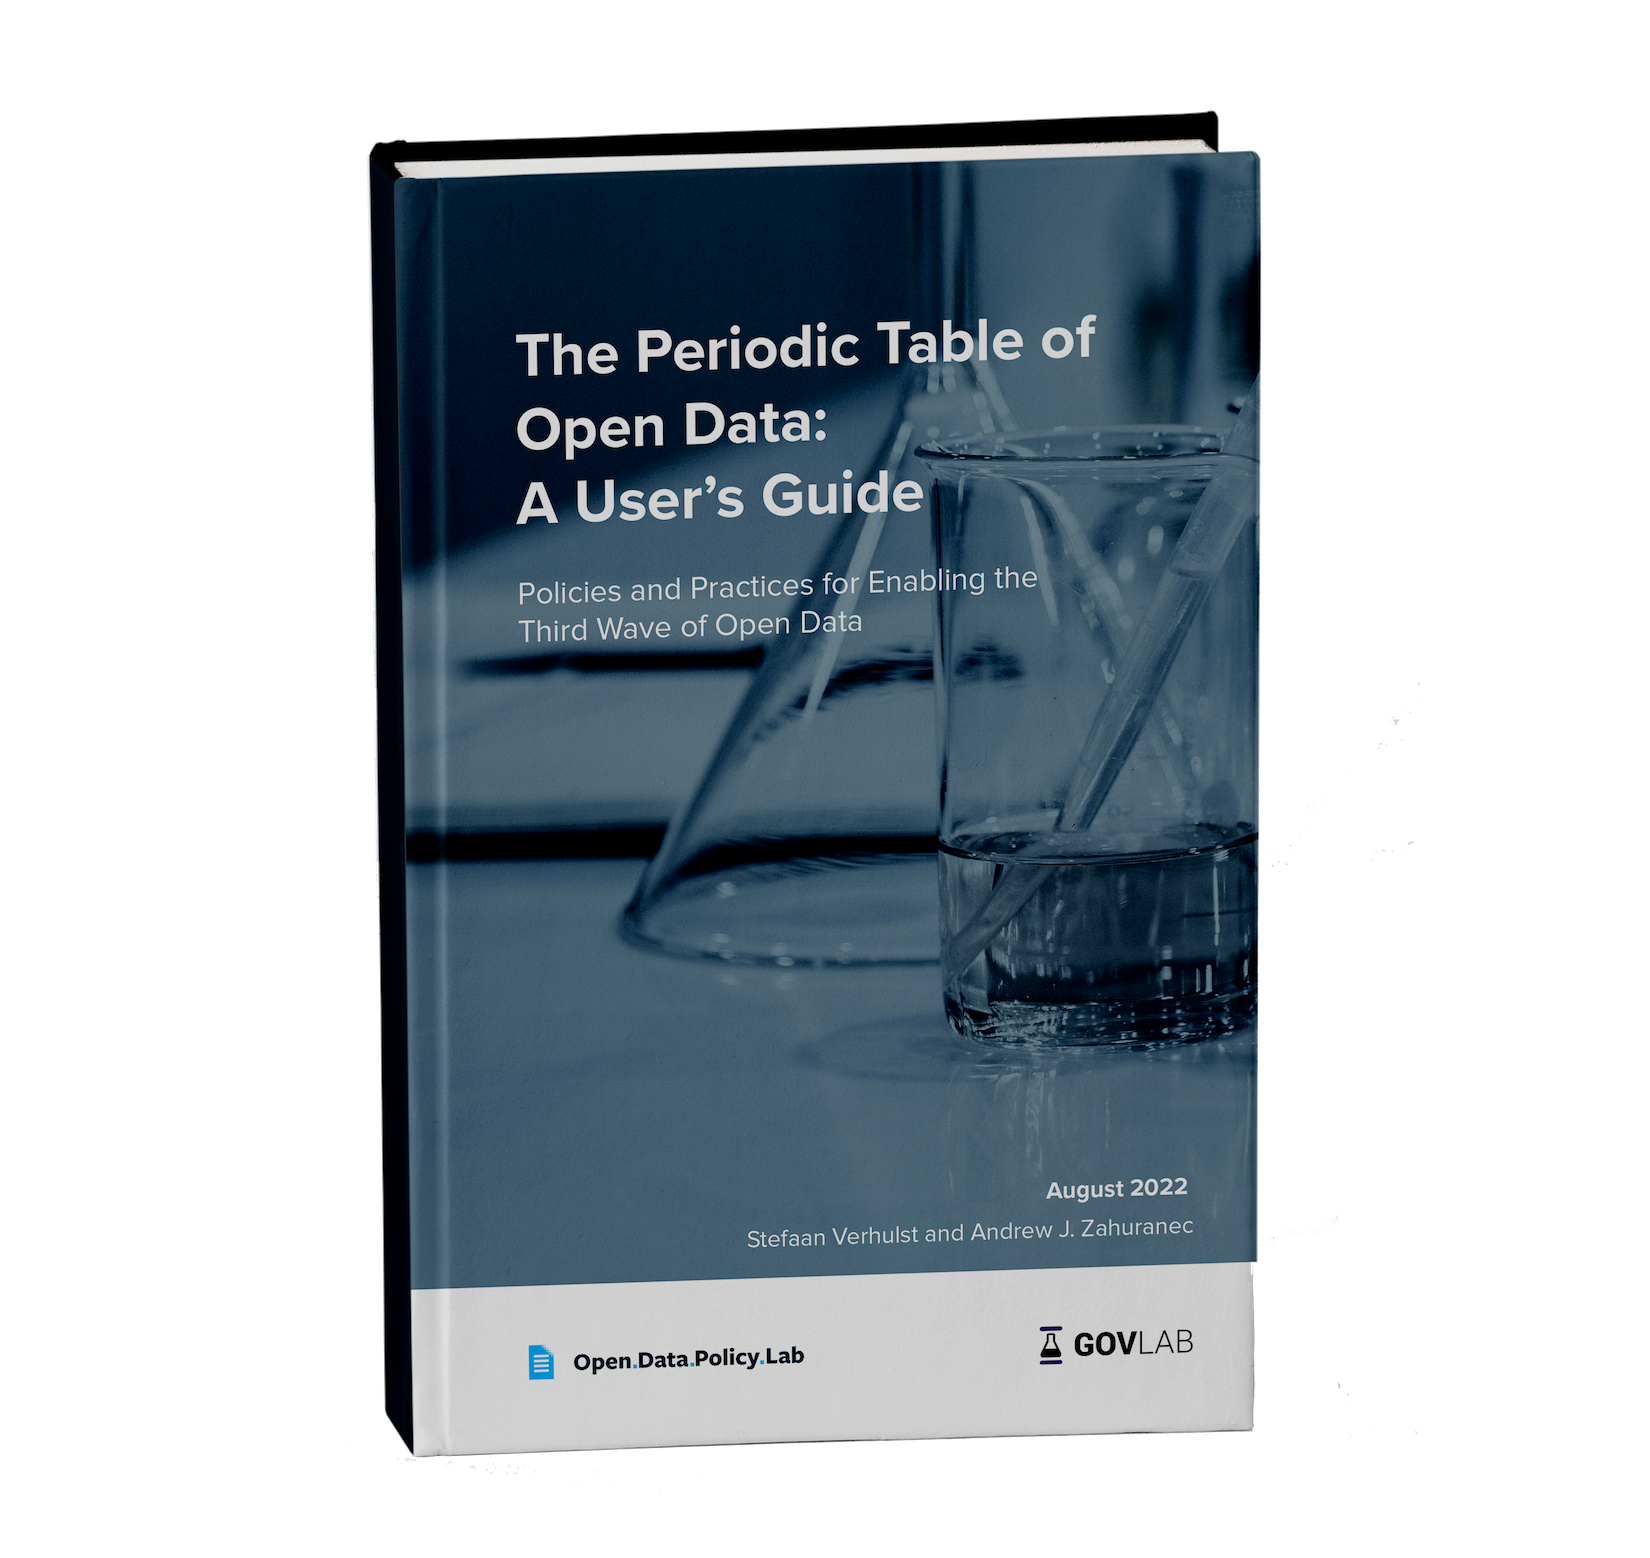 The Periodic Table of
Open Data:
A User’s Guide
Policies and Practices for Enabling the
Third Wave of Open Data
August 2022
Stefaan Verhulst and Andrew J. Zahuranec
Open.Data.Policy.Lab
GOVLAB